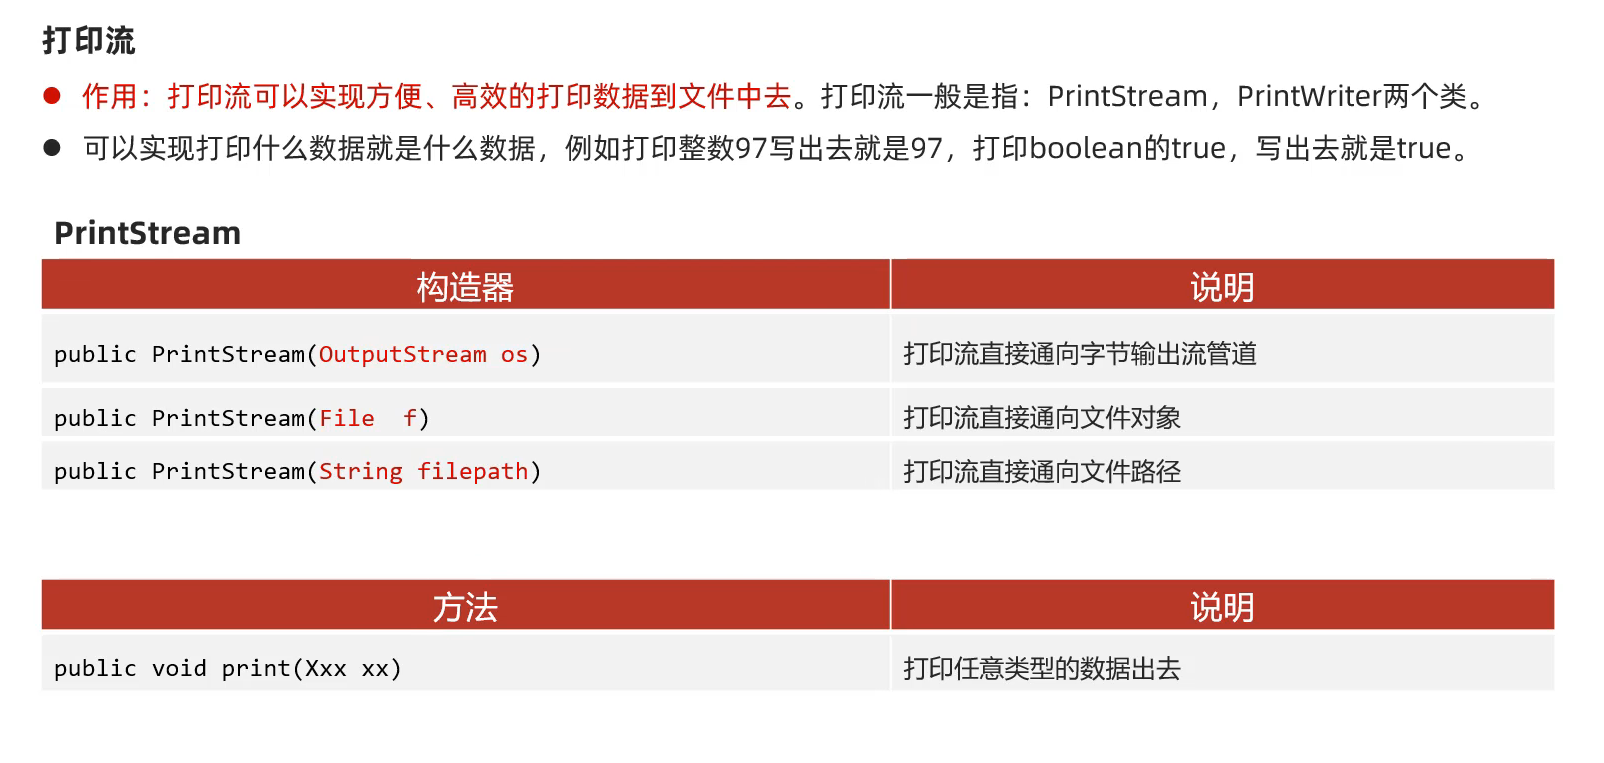 打印流
作用：打印流可以实现方便、高效的打印数据到文件中去。打印流一般是指：PrintStream，PrintWriter两个类。
可以实现打印什么数据就是什么数据，例如打印整数97写出去就是97，打印boolean的true，写出去就是true。
PrintStream
构造器 说明
public PrintStream(OutputStream os) 打印流直接通向字节输出流管道
public PrintStream(File  f) 打印流直接通向文件对象
public PrintStream(String filepath) 打印流直接通向文件路径
方法 说明
public void print(Xxx xx) 打印任意类型的数据出去